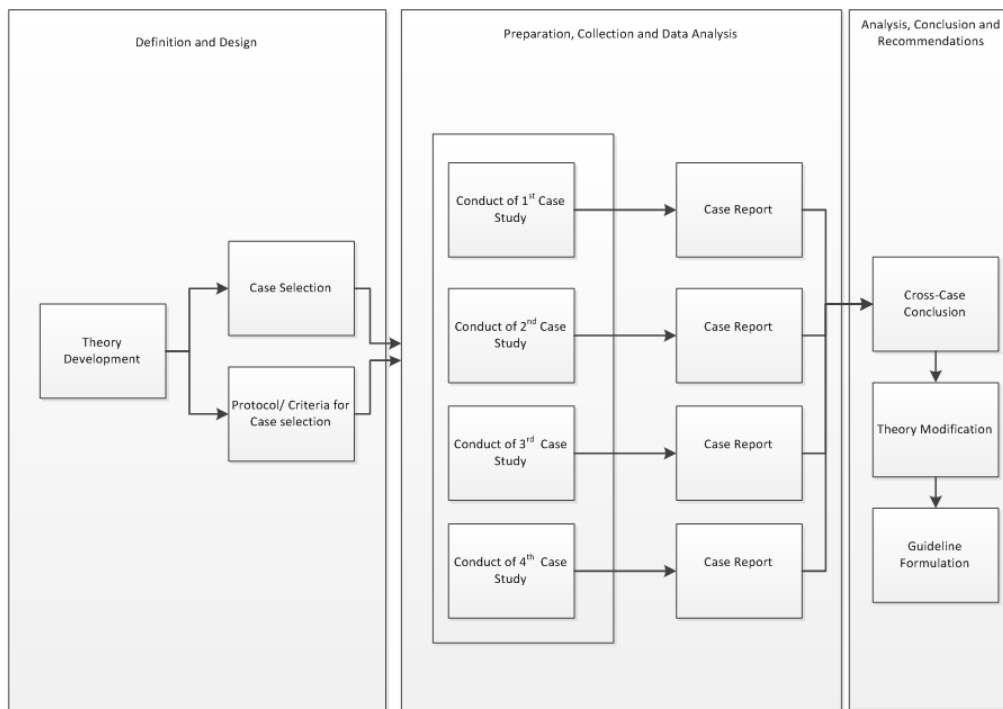 Definition and Design
Theory
Development
Case Selection
Protocol/ Criteria for
Case selection
Preparation, Collection and Data Analysis
Conduct of 1st Case
Study
Case Report
Conduct of 2nd Case
Study
Case Report
Conduct of 3rd Case
Study
Case Report
Conduct of 4th Case
Study
Case Report
Analysis, Conclusion and
Recommendations
Cross-Case
Conclusion
Theory Modification
Guideline
Formulation